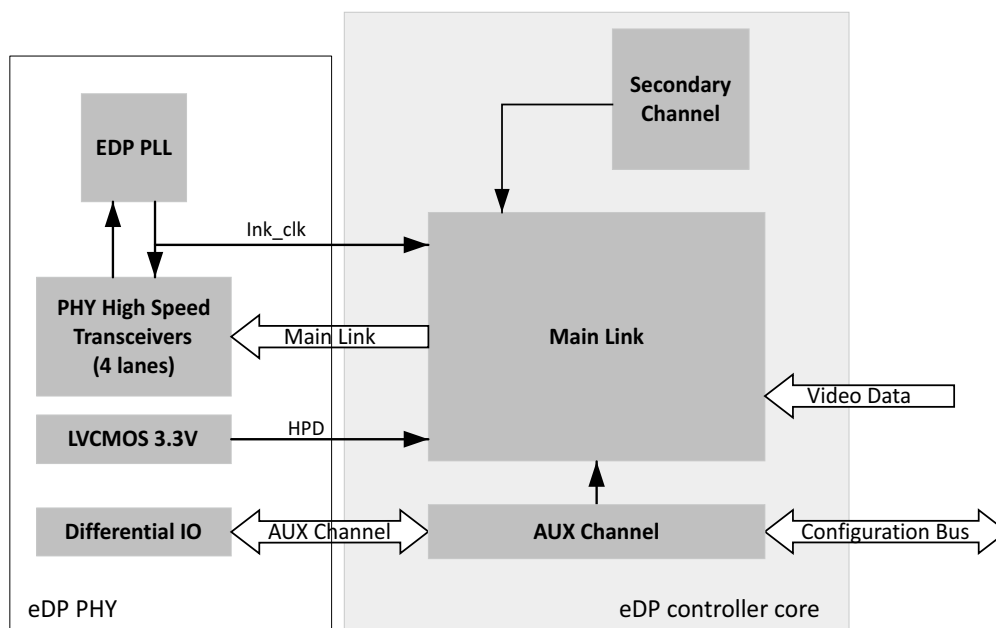 Secondary
Channel
EDP PLL
lnk_clk
PHY High Speed
Transceivers
(4 lanes)
Main Link
Main Link
Video Data
LVCMOS 3.3V
HPD
Differential IO
AUX Channel
AUX Channel
Configuration Bus
eDP PHY
eDP controller core